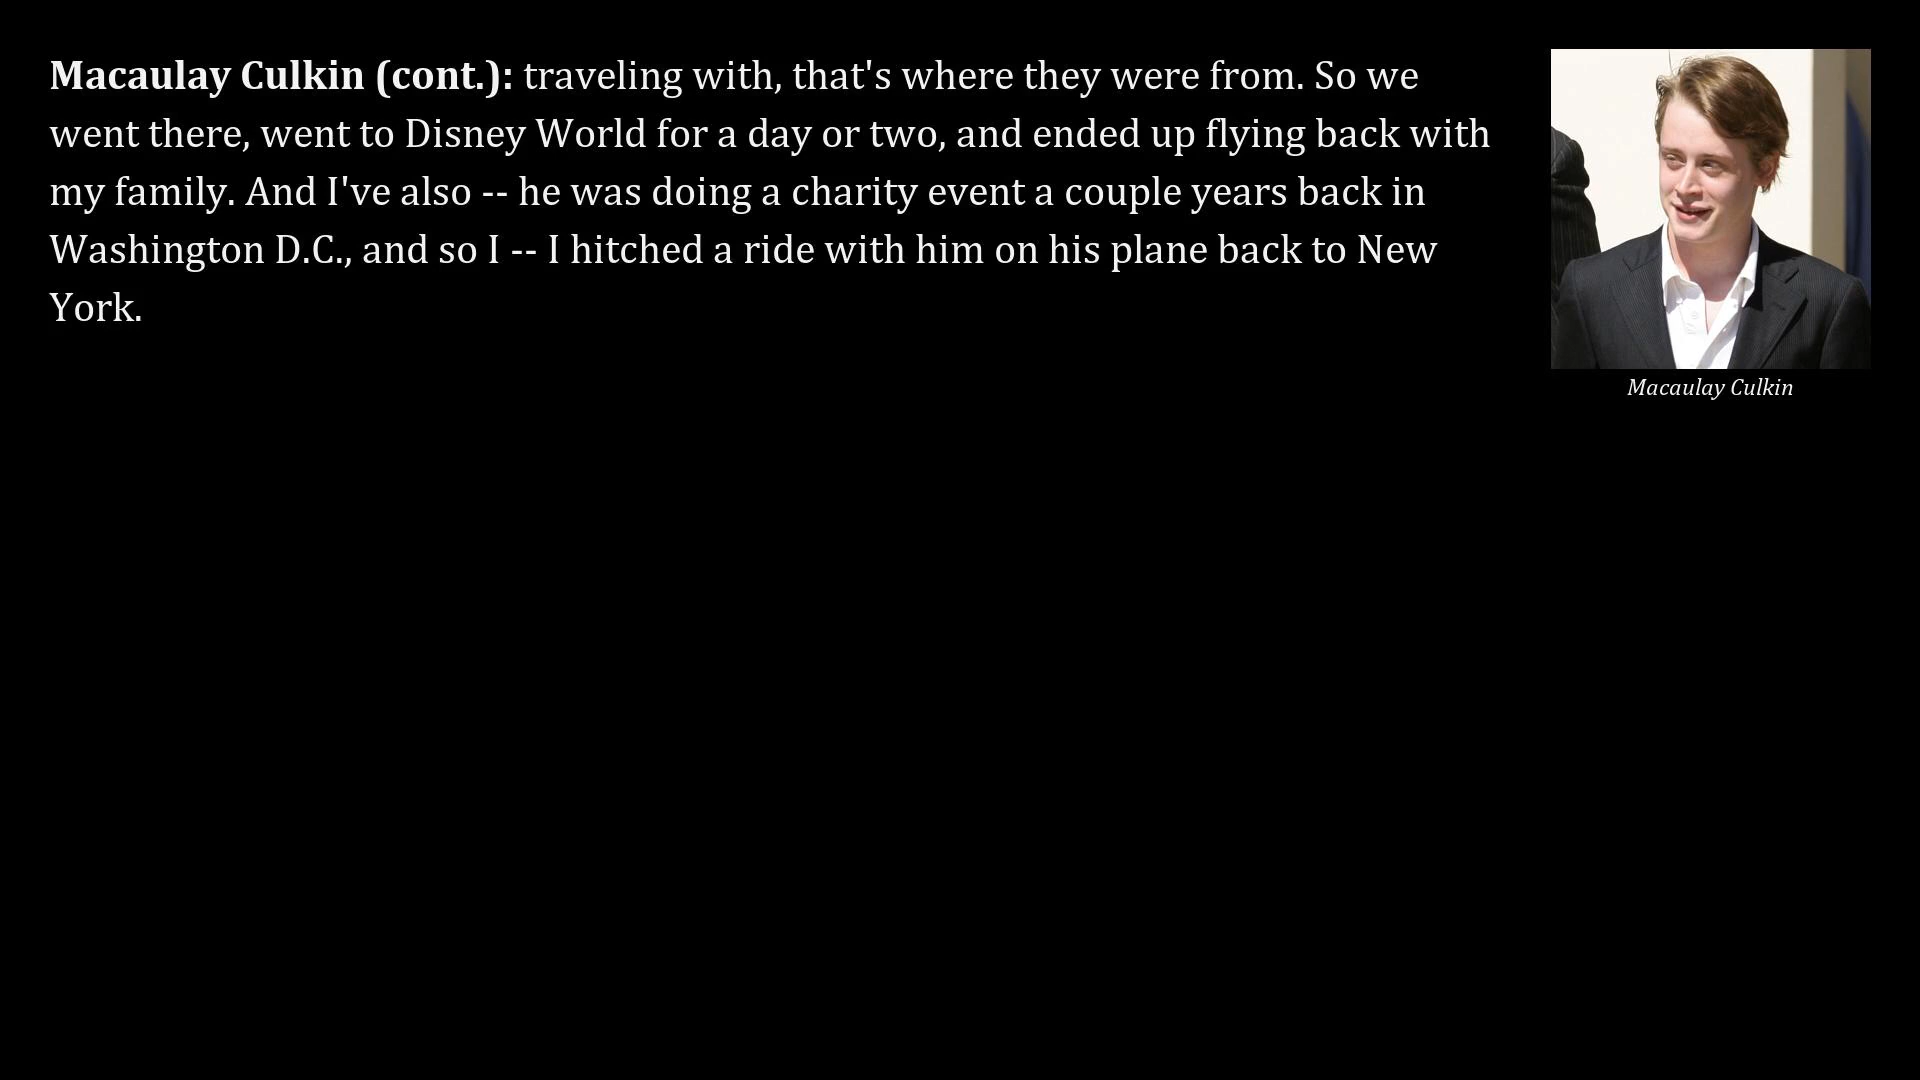 Macaulay Culkin (cont.): traveling with, that's where they were from. So we
went there, went to Disney World for a day or two, and ended up flying back with
my family. And I've also -- he was doing a charity event a couple years back in
Washington D.C., and so I -- I hitched a ride with him on his plane back to New
York.
Macaulay Culkin